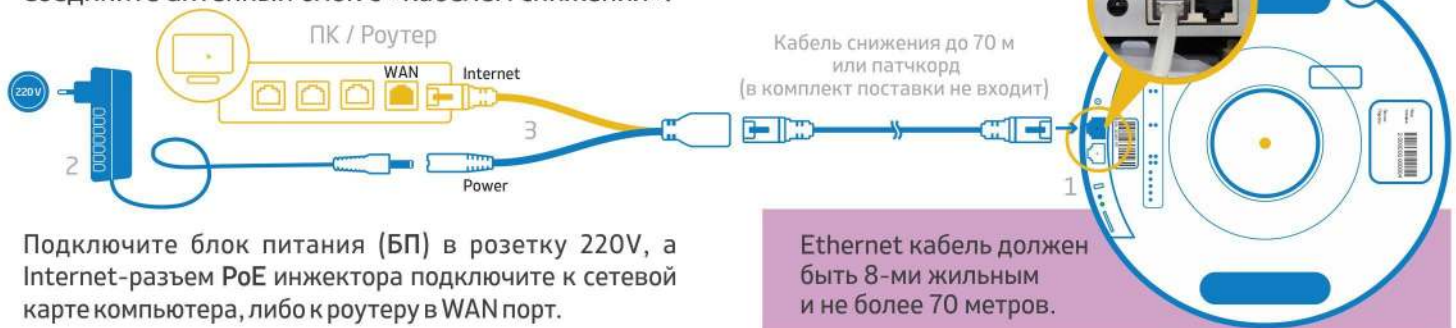 ПК / Роутер
220V
WAN
Internet
Кабель снижения до 70 м
или патчкорд
(в комплект поставки не входит)
3
2
Power
1
Подключите блок питания (БП) в розетку 220V, а
Internet-разъем PoE инжектора подключите к сетевой
карте компьютера, либо к роутеру в WAN порт.
Ethernet кабель должен
быть 8-ми жильным
и не более 70 метров.